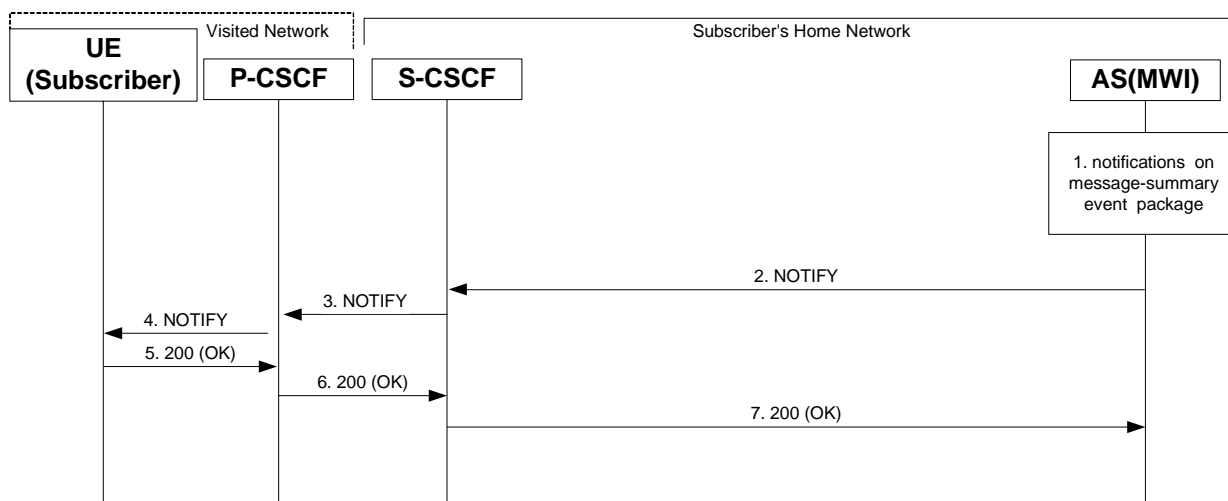 Visited Network
Subscriber's Home Network
UE
(Subscriber)
P-CSCF
S-CSCF
AS(MWI)
1. notifications on
message-summary
event package
2. NOTIFY
3. NOTIFY
4. NOTIFY
5. 200 (OK)
6. 200 (OK)
7. 200 (OK)